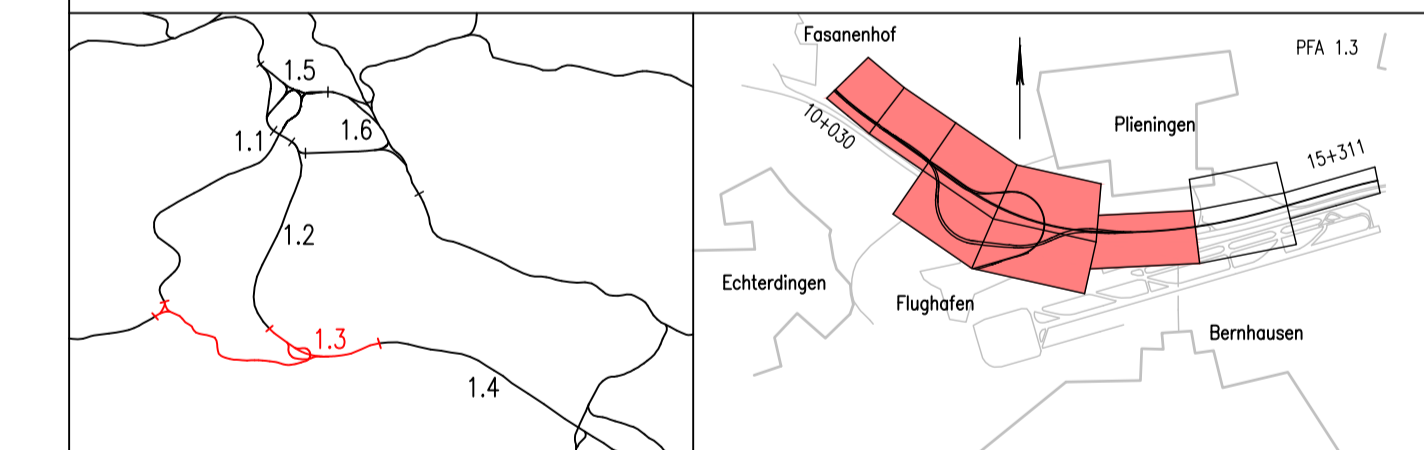 1.5
1.1
1.6
1.2
1.3
1.4
Fasanenhof
PFA 1.3
10+030
Plieningen
15+311
Echterdingen
Flughafen
Bernhausen